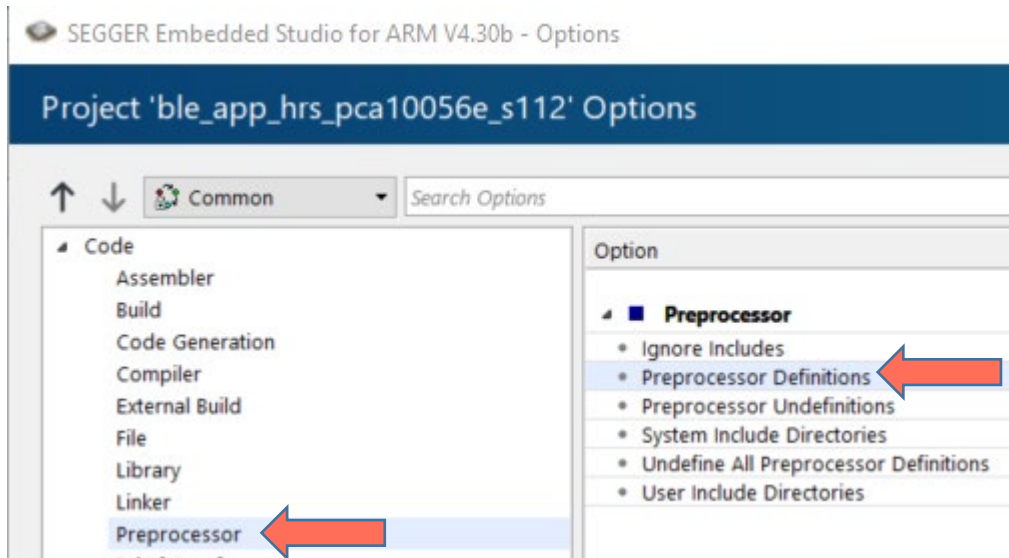 SEGGER Embedded Studio for ARM V4.30b - Options
Project 'ble_app_hrs_pca10056e_s112' Options
Common
Search Options
Code
Assembler
Build
Code Generation
Compiler
External Build
File
Library
Linker
Preprocessor
Option
Preprocessor
Ignore Includes
Preprocessor Definitions
Preprocessor Undefinitions
System Include Directories
Undefine All Preprocessor Definitions
User Include Directories